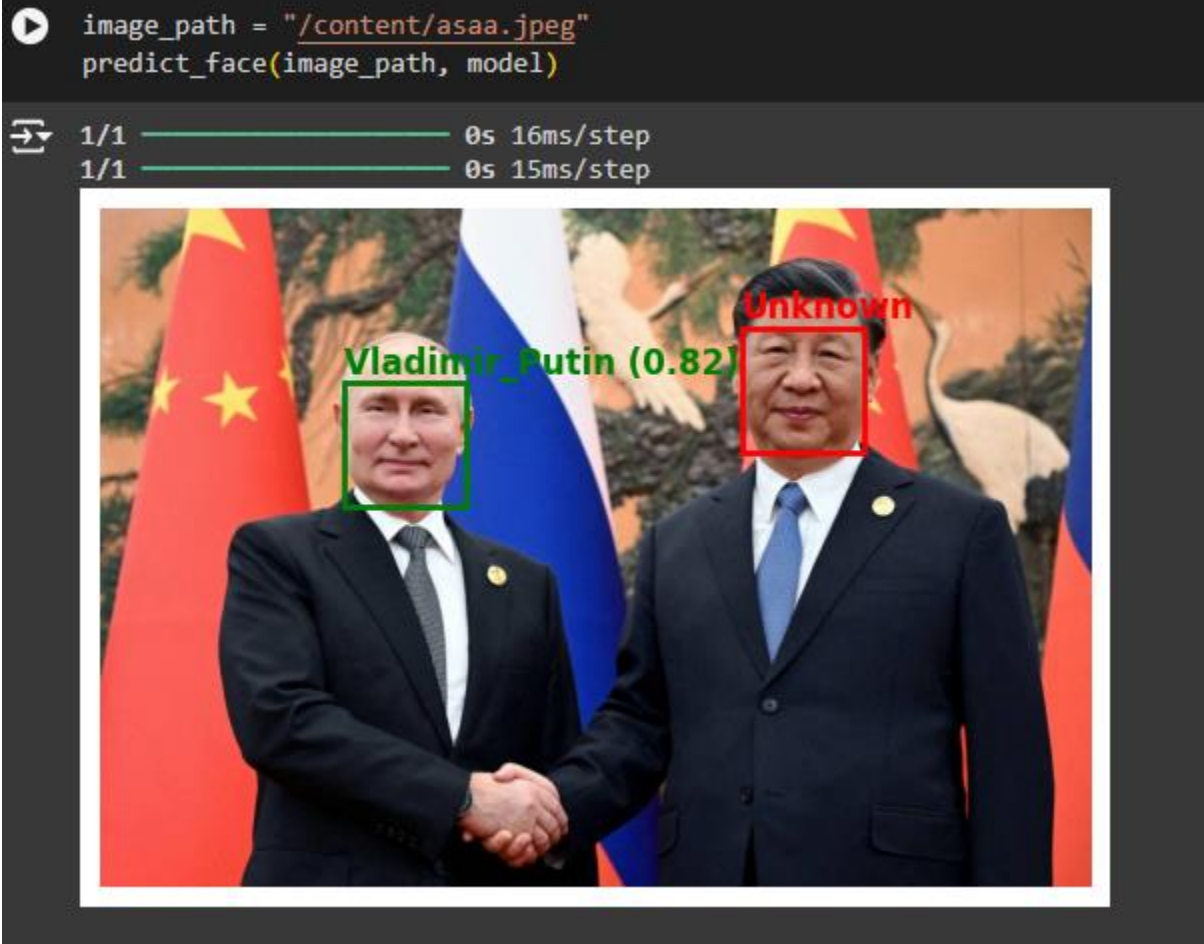 image_path = "/content/asaa.jpeg"
predict_face(image_path, model)
1/1 ━━━━━━━━━━━━━━━━━━━━ 0s 16ms/step
1/1 ━━━━━━━━━━━━━━━━━━━━ 0s 15ms/step
Unknown
Vladimir_Putin (0.82)